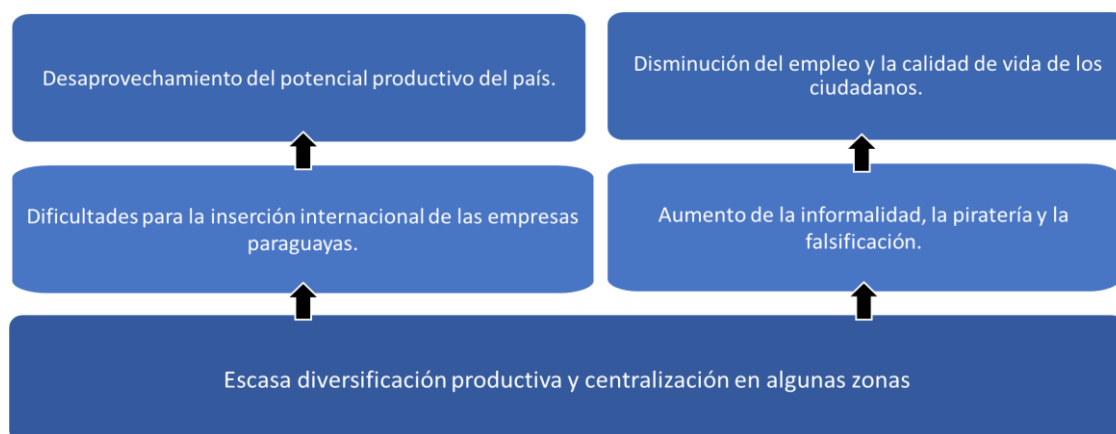 Desaprovechamiento del potencial productivo del país.
Disminución del empleo y la calidad de vida de los
ciudadanos.
Dificultades para la inserción internacional de las empresas
paraguayas.
Aumento de la informalidad, la piratería y la
falsificación.
Escasa diversificación productiva y centralización en algunas zonas